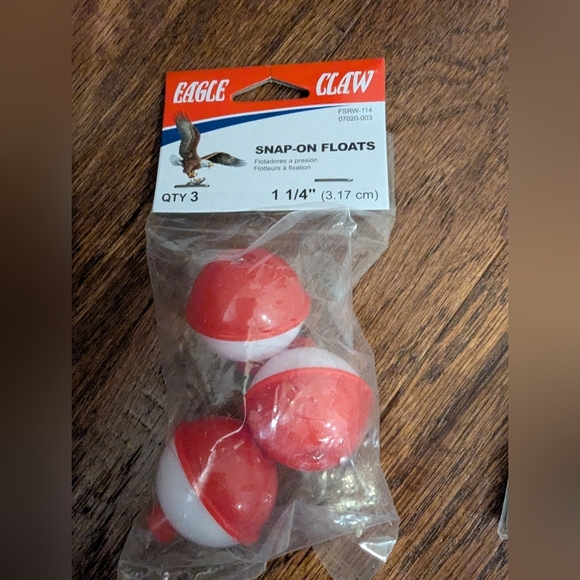 EAGLE CLAW
FSRW-114
07020-003
SNAP-ON FLOATS
Flotadores a presión
Flotteurs à fixation
QTY 3
1 1/4" (3.17 cm)